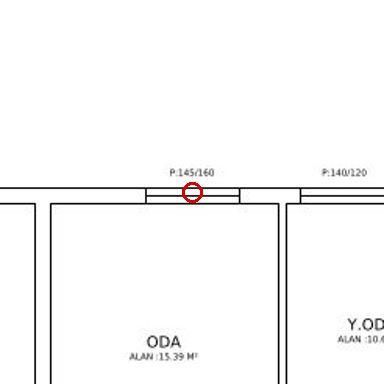 P:145/160
P:140/120
ODA
ALAN :15.39 M²
Y.OD
ALAN :10.6